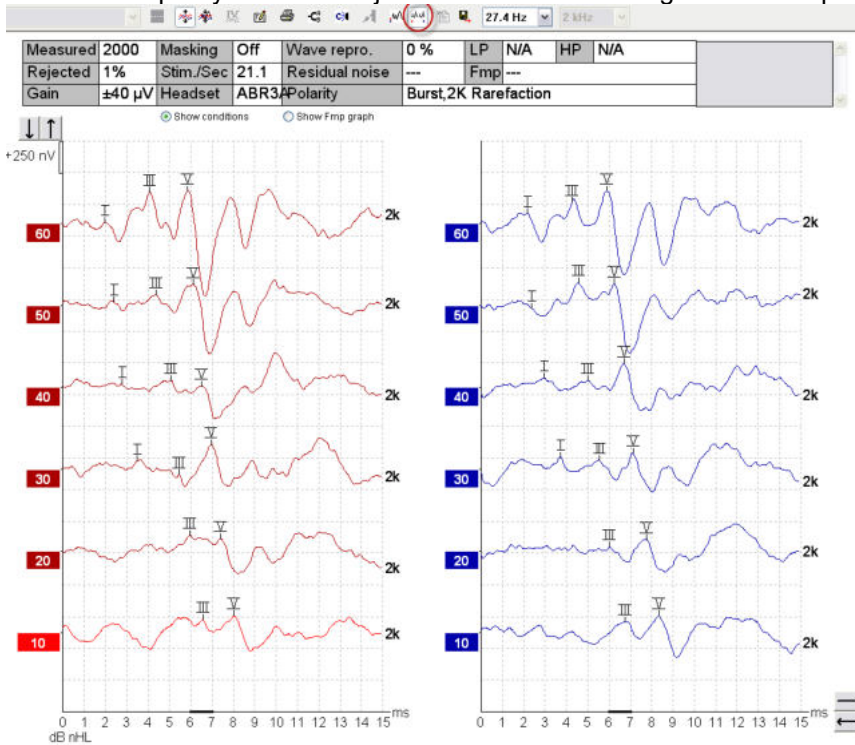 27.4 Hz 2 kHz
Measured 2000 Masking Off Wave repro. 0 % LP N/A HP N/A
Rejected 1% Stim./Sec 21.1 Residual noise --- Fmp ---
Gain ±40 µV Headset ABR3A Polarity Burst,2K Rarefaction
Show conditions Show Fmp graph
+250 nV
I III V 2k
60
I III V 2k
60
I III V 2k
50
I III V 2k
50
I III V 2k
40
I III V 2k
40
I III V 2k
30
I III V 2k
30
III V 2k
20
III V 2k
20
III V 2k
10
III V 2k
10
0 1 2 3 4 5 6 7 8 9 10 11 12 13 14 15 ms
0 1 2 3 4 5 6 7 8 9 10 11 12 13 14 15 ms
dB nHL